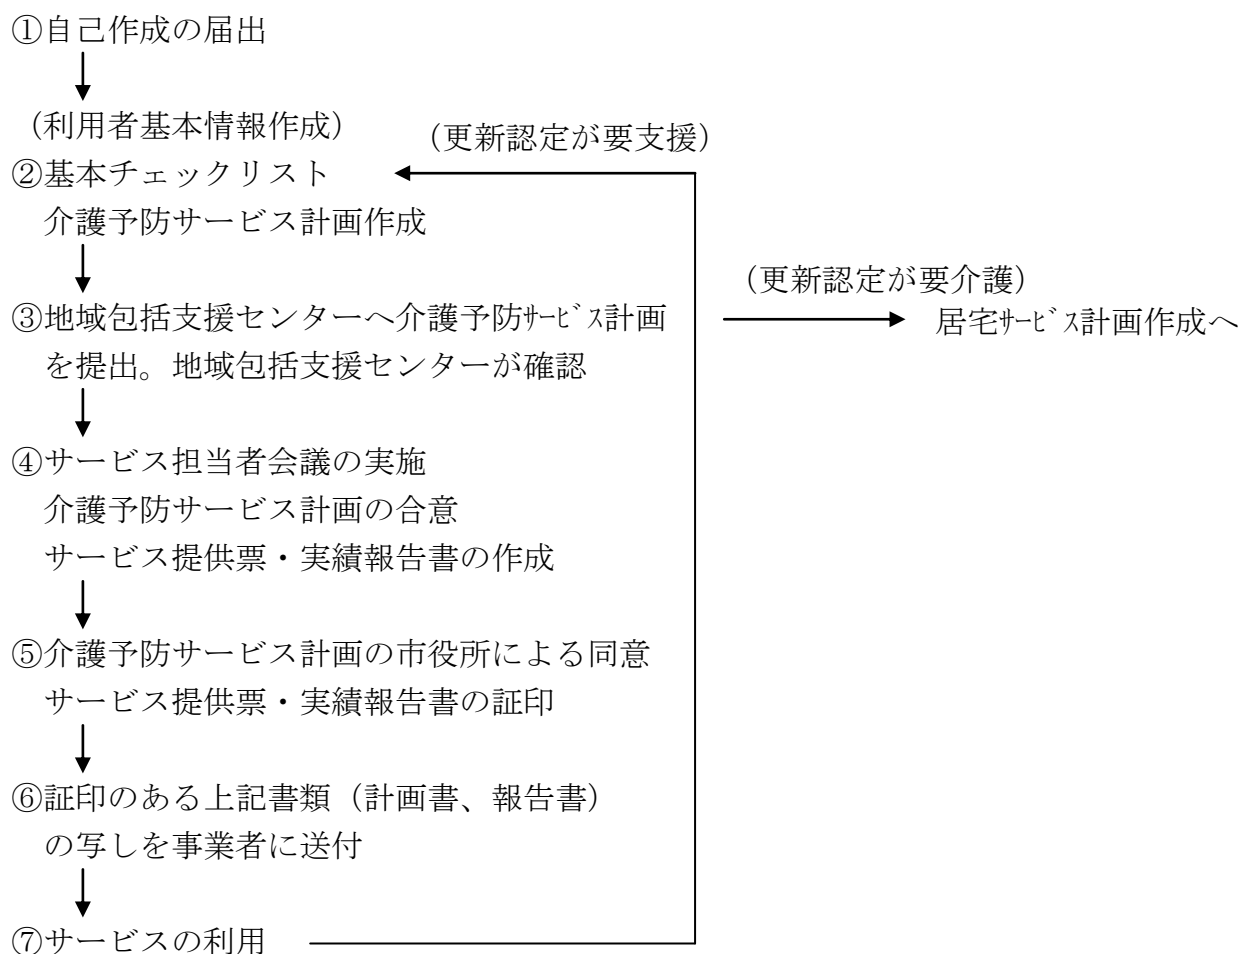 ①自己作成の届出
（利用者基本情報作成）
（更新認定が要支援）
②基本チェックリスト
介護予防サービス計画作成
（更新認定が要介護）
③地域包括支援センターへ介護予防ｻｰﾋﾞｽ計画
居宅ｻｰﾋﾞｽ計画作成へ
を提出。地域包括支援センターが確認
④サービス担当者会議の実施
介護予防サービス計画の合意
サービス提供票・実績報告書の作成
⑤介護予防サービス計画の市役所による同意
サービス提供票・実績報告書の証印
⑥証印のある上記書類（計画書、報告書）
の写しを事業者に送付
⑦サービスの利用